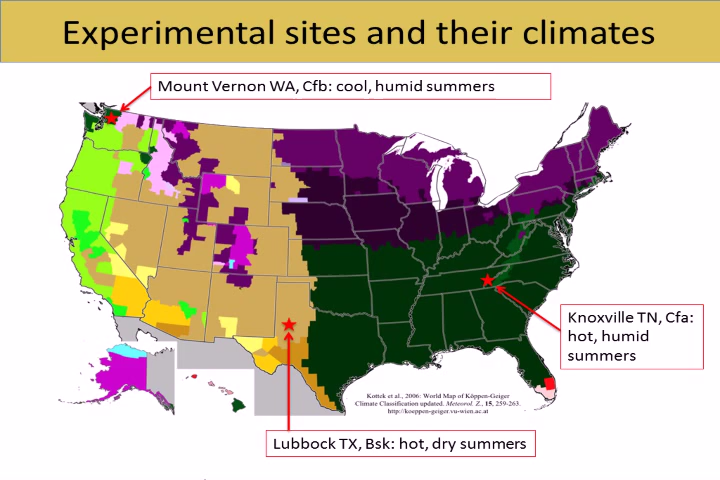 Experimental sites and their climates
Mount Vernon WA, Cfb: cool, humid summers
Knoxville TN, Cfa:
hot, humid
summers
Kottek et al., 2006: World Map of Köppen-Geiger
Climate Classification updated. Meteorol. Z., 15, 259-263.
http://koeppen-geiger.vu-wien.ac.at
Lubbock TX, Bsk: hot, dry summers